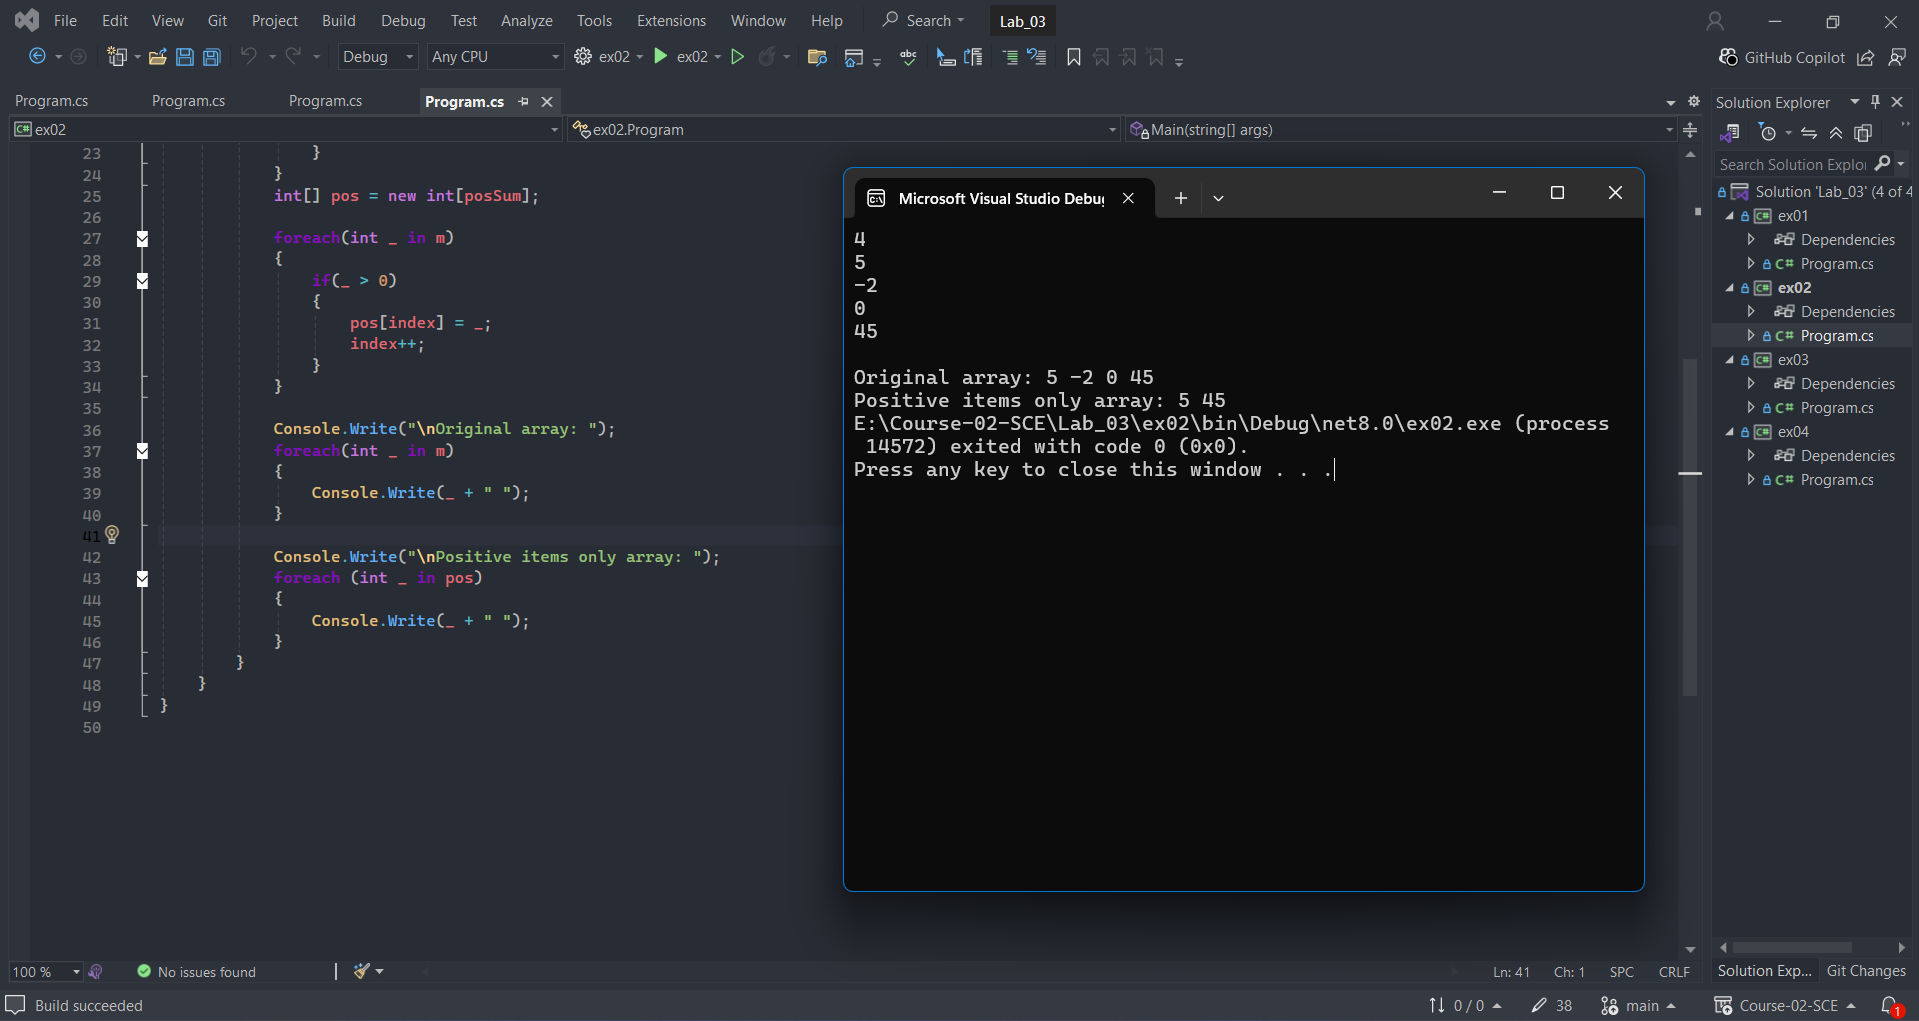 File Edit View Git Project Build Debug Test Analyze Tools Extensions Window Help Search Lab_03
Debug Any CPU ex02 ex02 GitHub Copilot
Program.cs Program.cs Program.cs Program.cs
ex02 ex02.Program Main(string[] args)
23 }
24 }
25 int[] pos = new int[posSum];
26
27 foreach(int _ in m)
28 {
29 if(_ > 0)
30 {
31 pos[index] = _;
32 index++;
33 }
34 }
35
36 Console.Write("\nOriginal array: ");
37 foreach(int _ in m)
38 {
39 Console.Write(_ + " ");
40 }
41
42 Console.Write("\nPositive items only array: ");
43 foreach (int _ in pos)
44 {
45 Console.Write(_ + " ");
46 }
47 }
48 }
49 }
50
Microsoft Visual Studio Debug
4
5
-2
0
45
Original array: 5 -2 0 45
Positive items only array: 5 45
E:\Course-02-SCE\Lab_03\ex02\bin\Debug\net8.0\ex02.exe (process
14572) exited with code 0 (0x0).
Press any key to close this window . . .
Solution Explorer
Search Solution Explo
Solution 'Lab_03' (4 of 4
ex01
Dependencies
C# Program.cs
ex02
Dependencies
C# Program.cs
ex03
Dependencies
C# Program.cs
ex04
Dependencies
C# Program.cs
100 % No issues found Ln: 41 Ch: 1 SPC CRLF
Solution Exp... Git Changes
Build succeeded 0 / 0 38 main Course-02-SCE 1